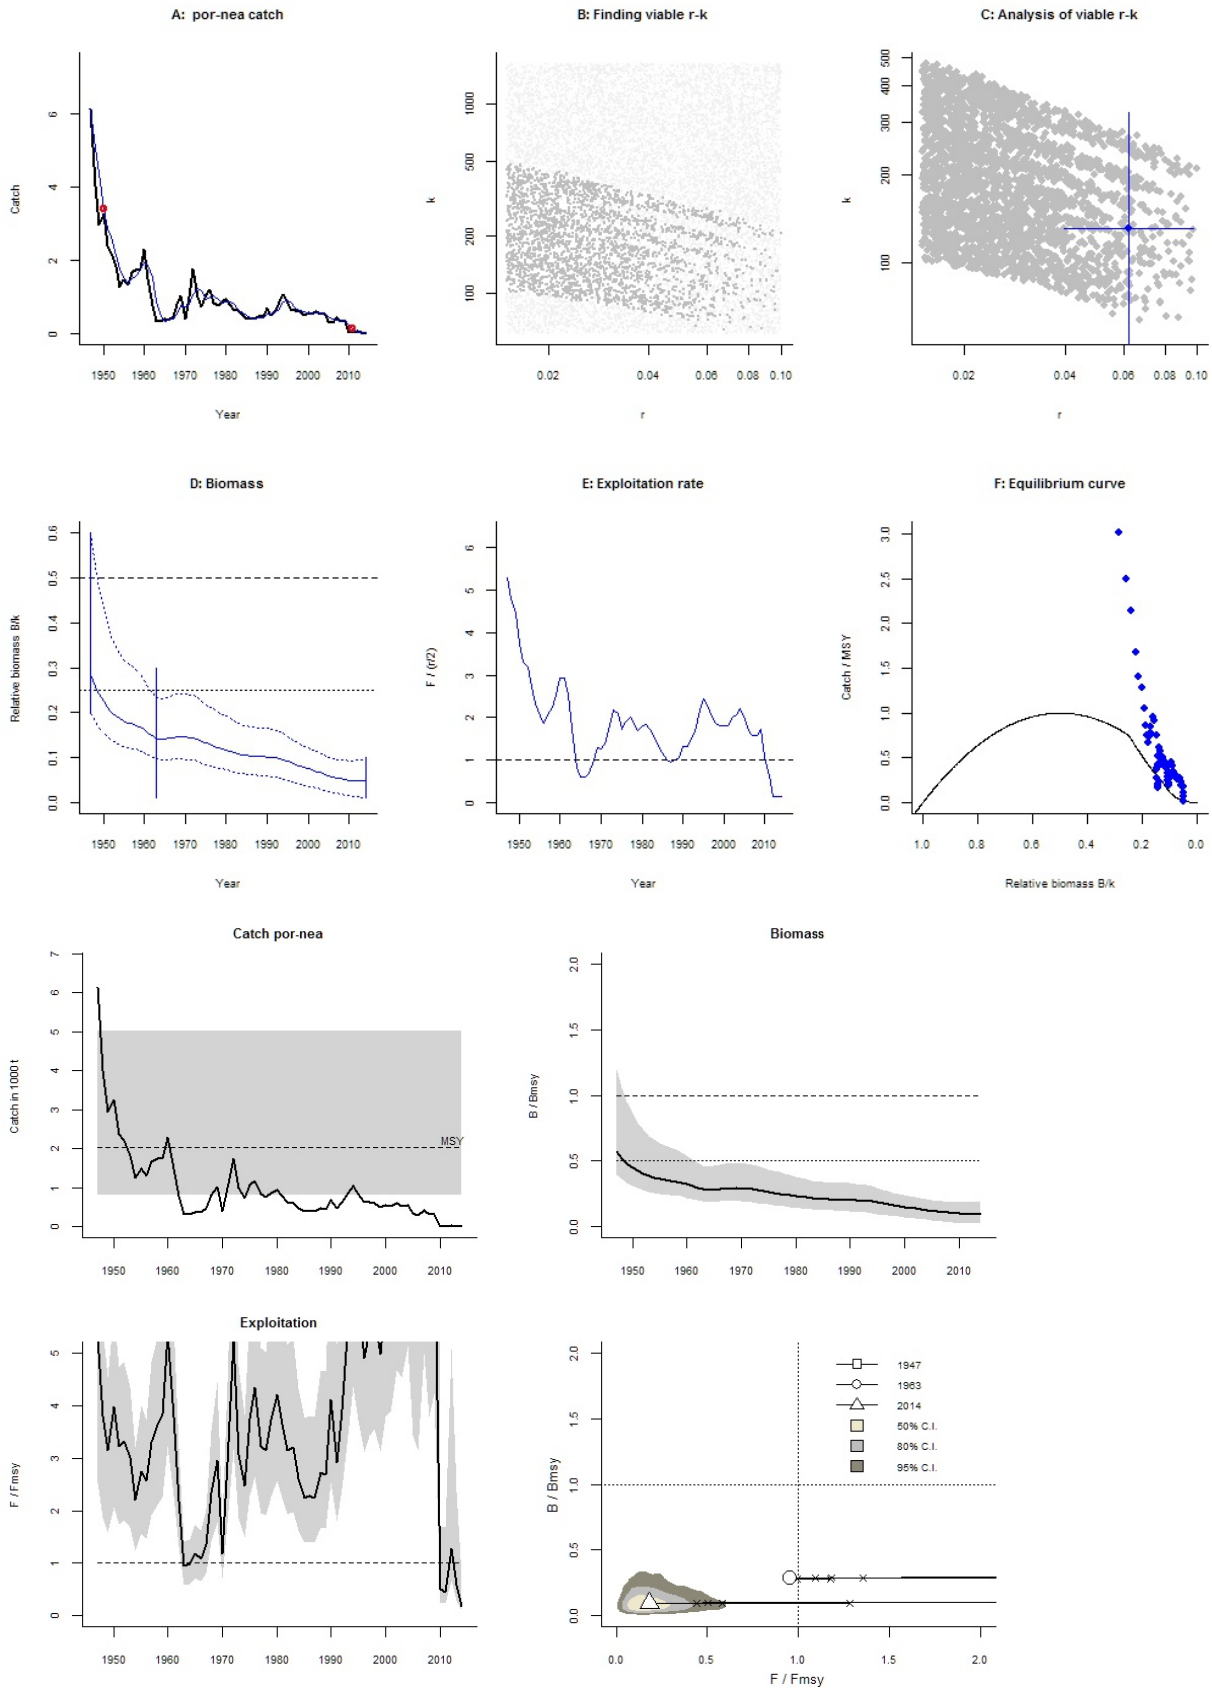 A: por-nea catch
B: Finding viable r-k
C: Analysis of viable r-k
Catch
0 2 4 6
1950 1960 1970 1980 1990 2000 2010
Year
k
100 200 500 1000
0.02 0.04 0.06 0.08 0.10
r
k
100 200 300 400 500
0.02 0.04 0.06 0.08 0.10
r
D: Biomass
E: Exploitation rate
F: Equilibrium curve
Relative biomass B/k
0.0 0.1 0.2 0.3 0.4 0.5 0.6
1950 1960 1970 1980 1990 2000 2010
Year
F / (r/2)
0 1 2 3 4 5 6
1950 1960 1970 1980 1990 2000 2010
Year
Catch / MSY
0.0 0.5 1.0 1.5 2.0 2.5 3.0
1.0 0.8 0.6 0.4 0.2 0.0
Relative biomass B/k
Catch por-nea
Biomass
Catch in 1000 t
0 1 2 3 4 5 6 7
MSY
1950 1960 1970 1980 1990 2000 2010
B / Bmsy
0.0 0.5 1.0 1.5 2.0
1950 1960 1970 1980 1990 2000 2010
Exploitation
F / Fmsy
0 1 2 3 4 5
1950 1960 1970 1980 1990 2000 2010
B / Bmsy
0.0 0.5 1.0 1.5 2.0
1947
1963
2014
50% C.I.
80% C.I.
95% C.I.
0.0 0.5 1.0 1.5 2.0
F / Fmsy